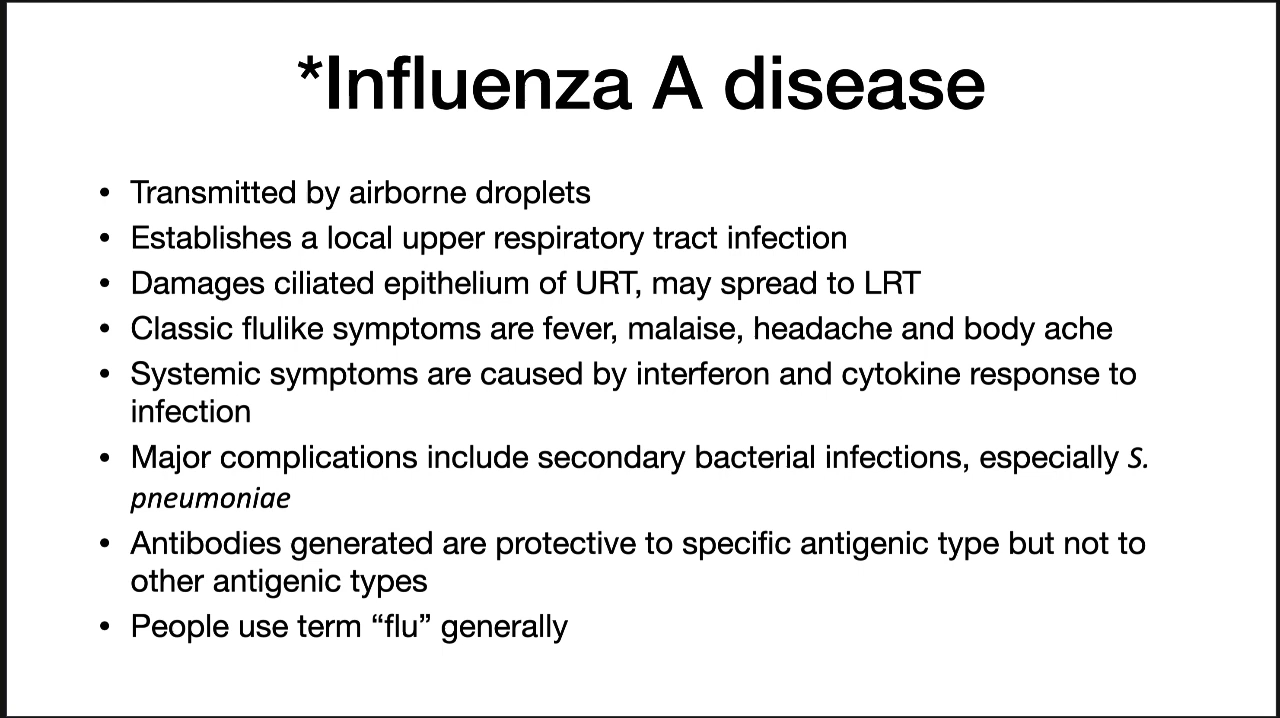 *Influenza A disease
• Transmitted by airborne droplets
• Establishes a local upper respiratory tract infection
• Damages ciliated epithelium of URT, may spread to LRT
• Classic flulike symptoms are fever, malaise, headache and body ache
• Systemic symptoms are caused by interferon and cytokine response to
infection
• Major complications include secondary bacterial infections, especially S.
pneumoniae
• Antibodies generated are protective to specific antigenic type but not to
other antigenic types
• People use term “flu” generally